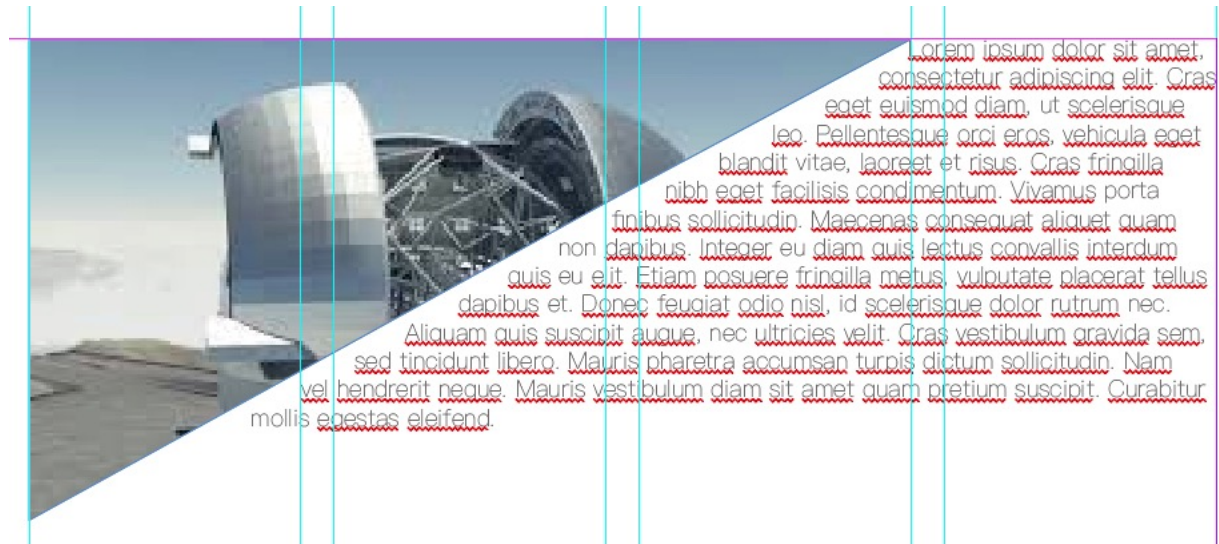 Lorem ipsum dolor sit amet,
consectetur adipiscing elit. Cras
eget euismod diam, ut scelerisque
leo. Pellentesque orci eros, vehicula eget
blandit vitae, laoreet et risus. Cras fringilla
nibh eget facilisis condimentum. Vivamus porta
finibus sollicitudin. Maecenas consequat aliquet quam
non dapibus. Integer eu diam quis lectus convallis interdum
quis eu elit. Etiam posuere fringilla metus, vulputate placerat tellus
dapibus et. Donec feugiat odio nisl, id scelerisque dolor rutrum nec.
Aliquam quis suscipit augue, nec ultricies velit. Cras vestibulum gravida sem,
sed tincidunt libero. Mauris pharetra accumsan turpis dictum sollicitudin. Nam
vel hendrerit neque. Mauris vestibulum diam sit amet quam pretium suscipit. Curabitur
mollis egestas eleifend.